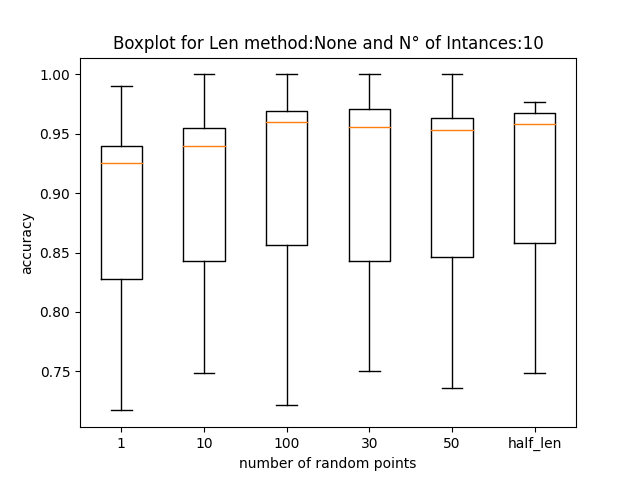 Boxplot for Len method:None and N° of Intances:10
1.00
0.95
0.90
0.85
0.80
0.75
accuracy
1 10 100 30 50 half_len
number of random points